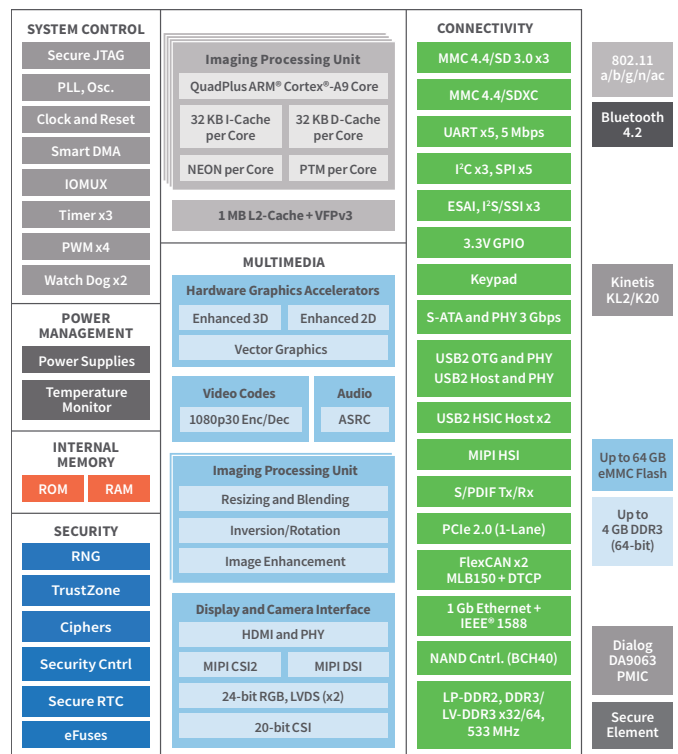 SYSTEM CONTROL
Secure JTAG
PLL, Osc.
Clock and Reset
Smart DMA
IOMUX
Timer x3
PWM x4
Watch Dog x2
POWER
MANAGEMENT
Power Supplies
Temperature
Monitor
INTERNAL
MEMORY
ROM
RAM
SECURITY
RNG
TrustZone
Ciphers
Security Cntrl
Secure RTC
eFuses
Imaging Processing Unit
QuadPlus ARM® Cortex®-A9 Core
32 KB I-Cache
per Core
32 KB D-Cache
per Core
NEON per Core
PTM per Core
1 MB L2-Cache + VFPv3
MULTIMEDIA
Hardware Graphics Accelerators
Enhanced 3D
Enhanced 2D
Vector Graphics
Video Codes
1080p30 Enc/Dec
Audio
ASRC
Imaging Processing Unit
Resizing and Blending
Inversion/Rotation
Image Enhancement
Display and Camera Interface
HDMI and PHY
MIPI CSI2
MIPI DSI
24-bit RGB, LVDS (x2)
20-bit CSI
CONNECTIVITY
MMC 4.4/SD 3.0 x3
MMC 4.4/SDXC
UART x5, 5 Mbps
I²C x3, SPI x5
ESAI, I²S/SSI x3
3.3V GPIO
Keypad
S-ATA and PHY 3 Gbps
USB2 OTG and PHY
USB2 Host and PHY
USB2 HSIC Host x2
MIPI HSI
S/PDIF Tx/Rx
PCIe 2.0 (1-Lane)
FlexCAN x2
MLB150 + DTCP
1 Gb Ethernet +
IEEE® 1588
NAND Cntrl. (BCH40)
LP-DDR2, DDR3/
LV-DDR3 x32/64,
533 MHz
802.11
a/b/g/n/ac
Bluetooth
4.2
Kinetis
KL2/K20
Up to 64 GB
eMMC Flash
Up to
4 GB DDR3
(64-bit)
Dialog
DA9063
PMIC
Secure
Element